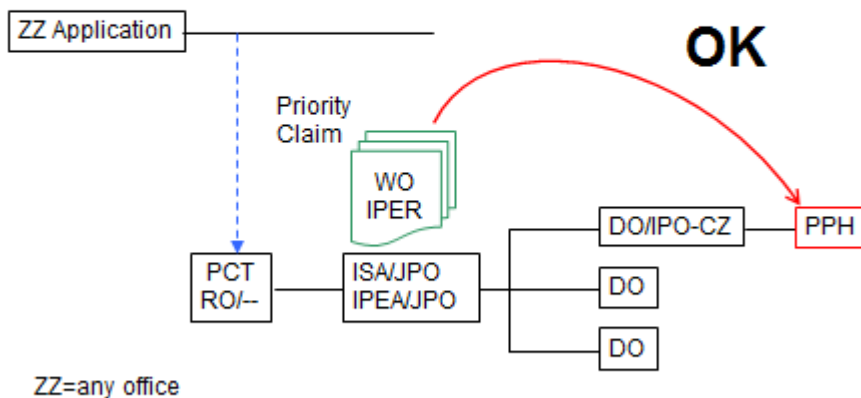 ZZ Application
OK
Priority
Claim
WO
IPER
DO/IPO-CZ
PPH
PCT
RO/--
ISA/JPO
IPEA/JPO
DO
DO
ZZ=any office